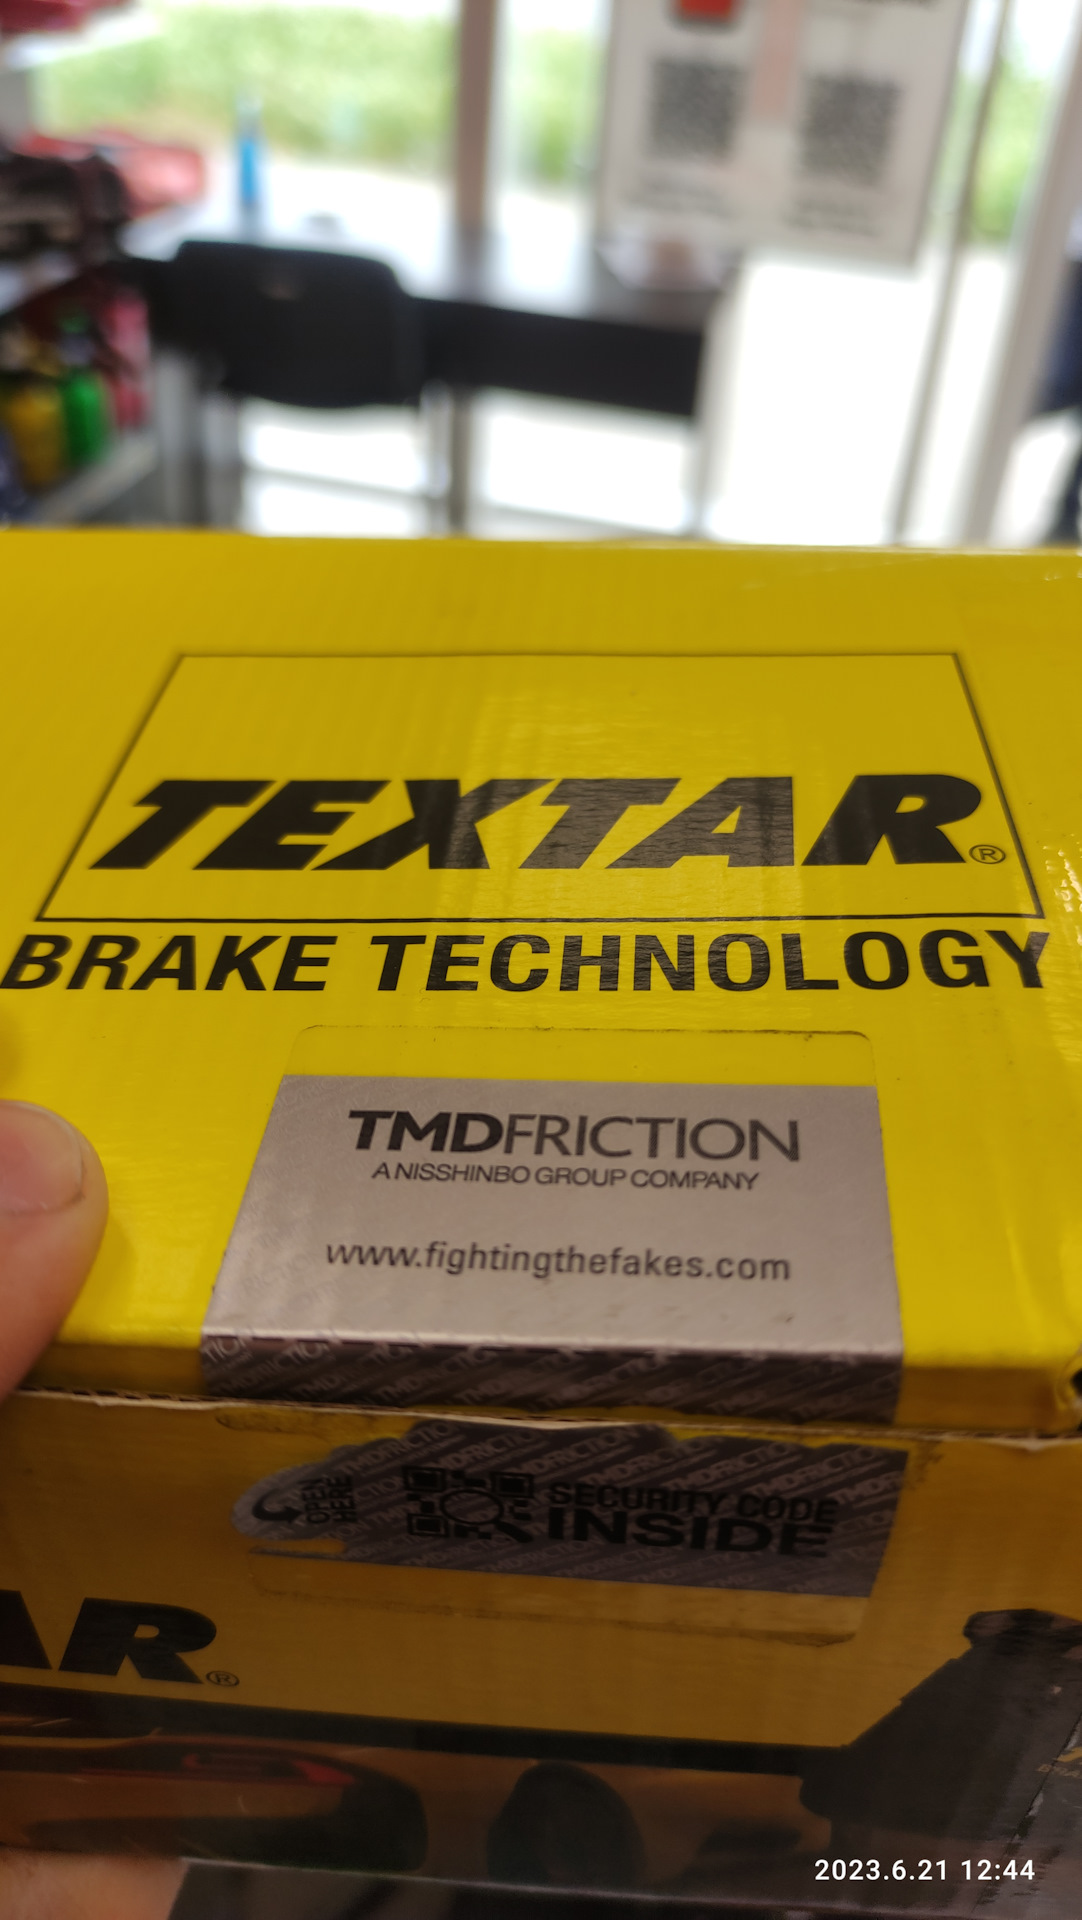 TEXTAR®
BRAKE TECHNOLOGY
TMDFRICTION
A NISSHINBO GROUP COMPANY
www.fightingthefakes.com
OPEN
HERE
SECURITY CODE
INSIDE
AR®
2023.6.21 12:44